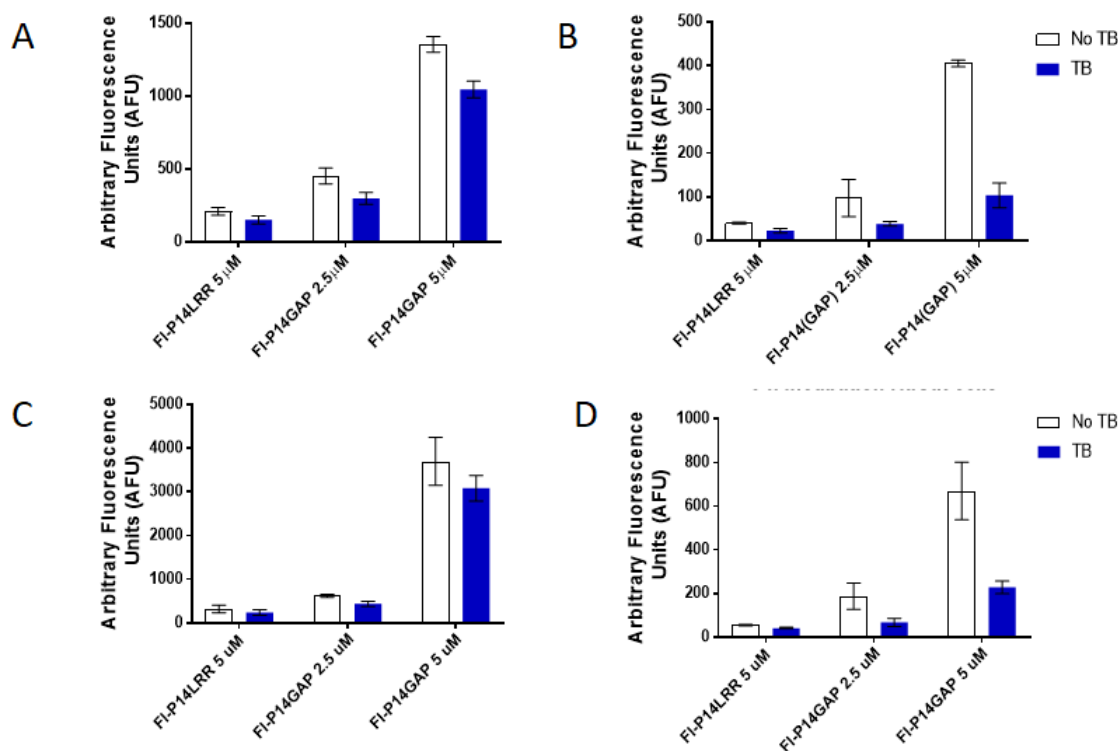 A
Arbitrary Fluorescence
Units (AFU)
1500
1000
500
0
Fl-P14LRR 5 μM
Fl-P14GAP 2.5μM
Fl-P14GAP 5μM
B
Arbitrary Fluorescence
Units (AFU)
500
400
300
200
100
0
Fl-P14LRR 5 μM
Fl-P14(GAP) 2.5μM
Fl-P14(GAP) 5μM
No TB
TB
C
Arbitrary Fluorescence
Units (AFU)
5000
4000
3000
2000
1000
0
Fl-P14LRR 5 uM
Fl-P14GAP 2.5 uM
Fl-P14GAP 5 uM
D
Arbitrary Fluorescence
Units (AFU)
1000
800
600
400
200
0
Fl-P14LRR 5 uM
Fl-P14GAP 2.5 uM
Fl-P14GAP 5 uM
No TB
TB